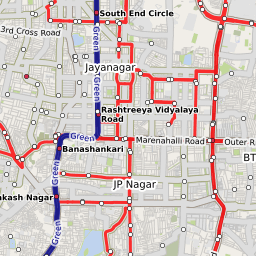 South End Circle
3rd Cross Road
Green
Jayanagar
Green
Rashtreeya Vidyalaya
Road
Green
Marenahalli Road
Outer R
Banashankari
BT
JP Nagar
akash Nagar
Green
Green